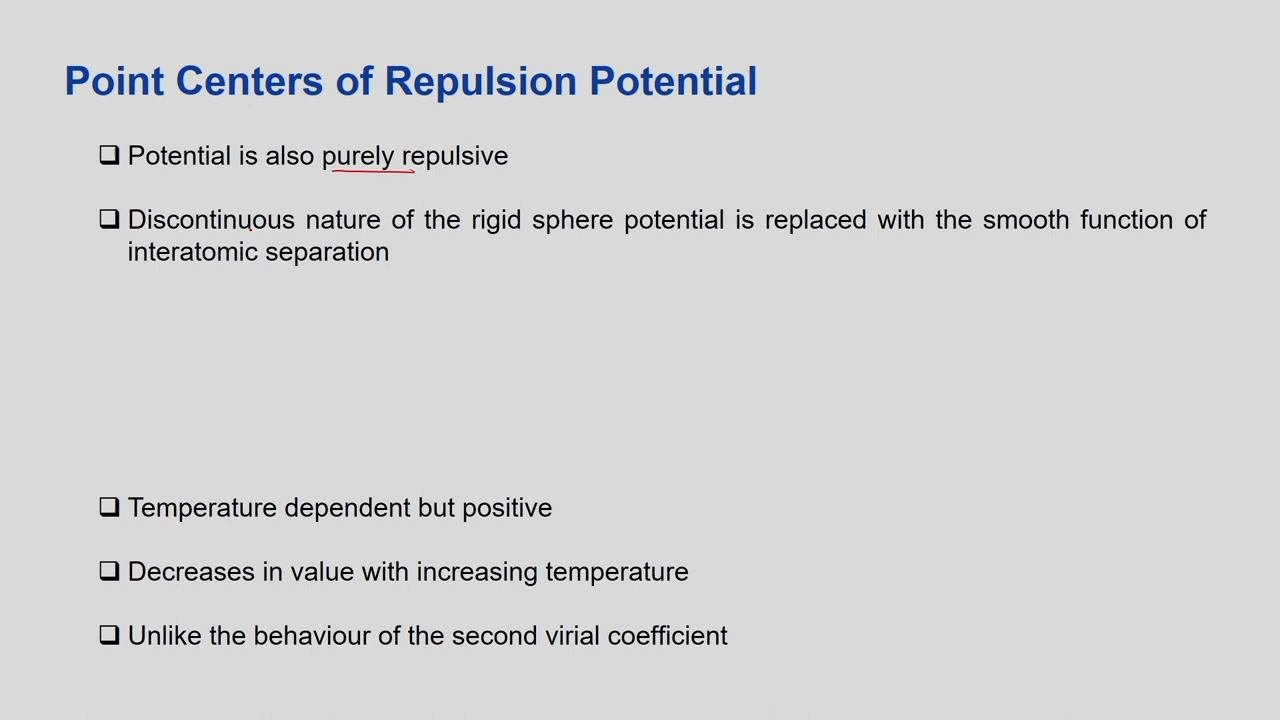 Point Centers of Repulsion Potential
❑ Potential is also purely repulsive
❑ Discontinuous nature of the rigid sphere potential is replaced with the smooth function of
interatomic separation
❑ Temperature dependent but positive
❑ Decreases in value with increasing temperature
❑ Unlike the behaviour of the second virial coefficient